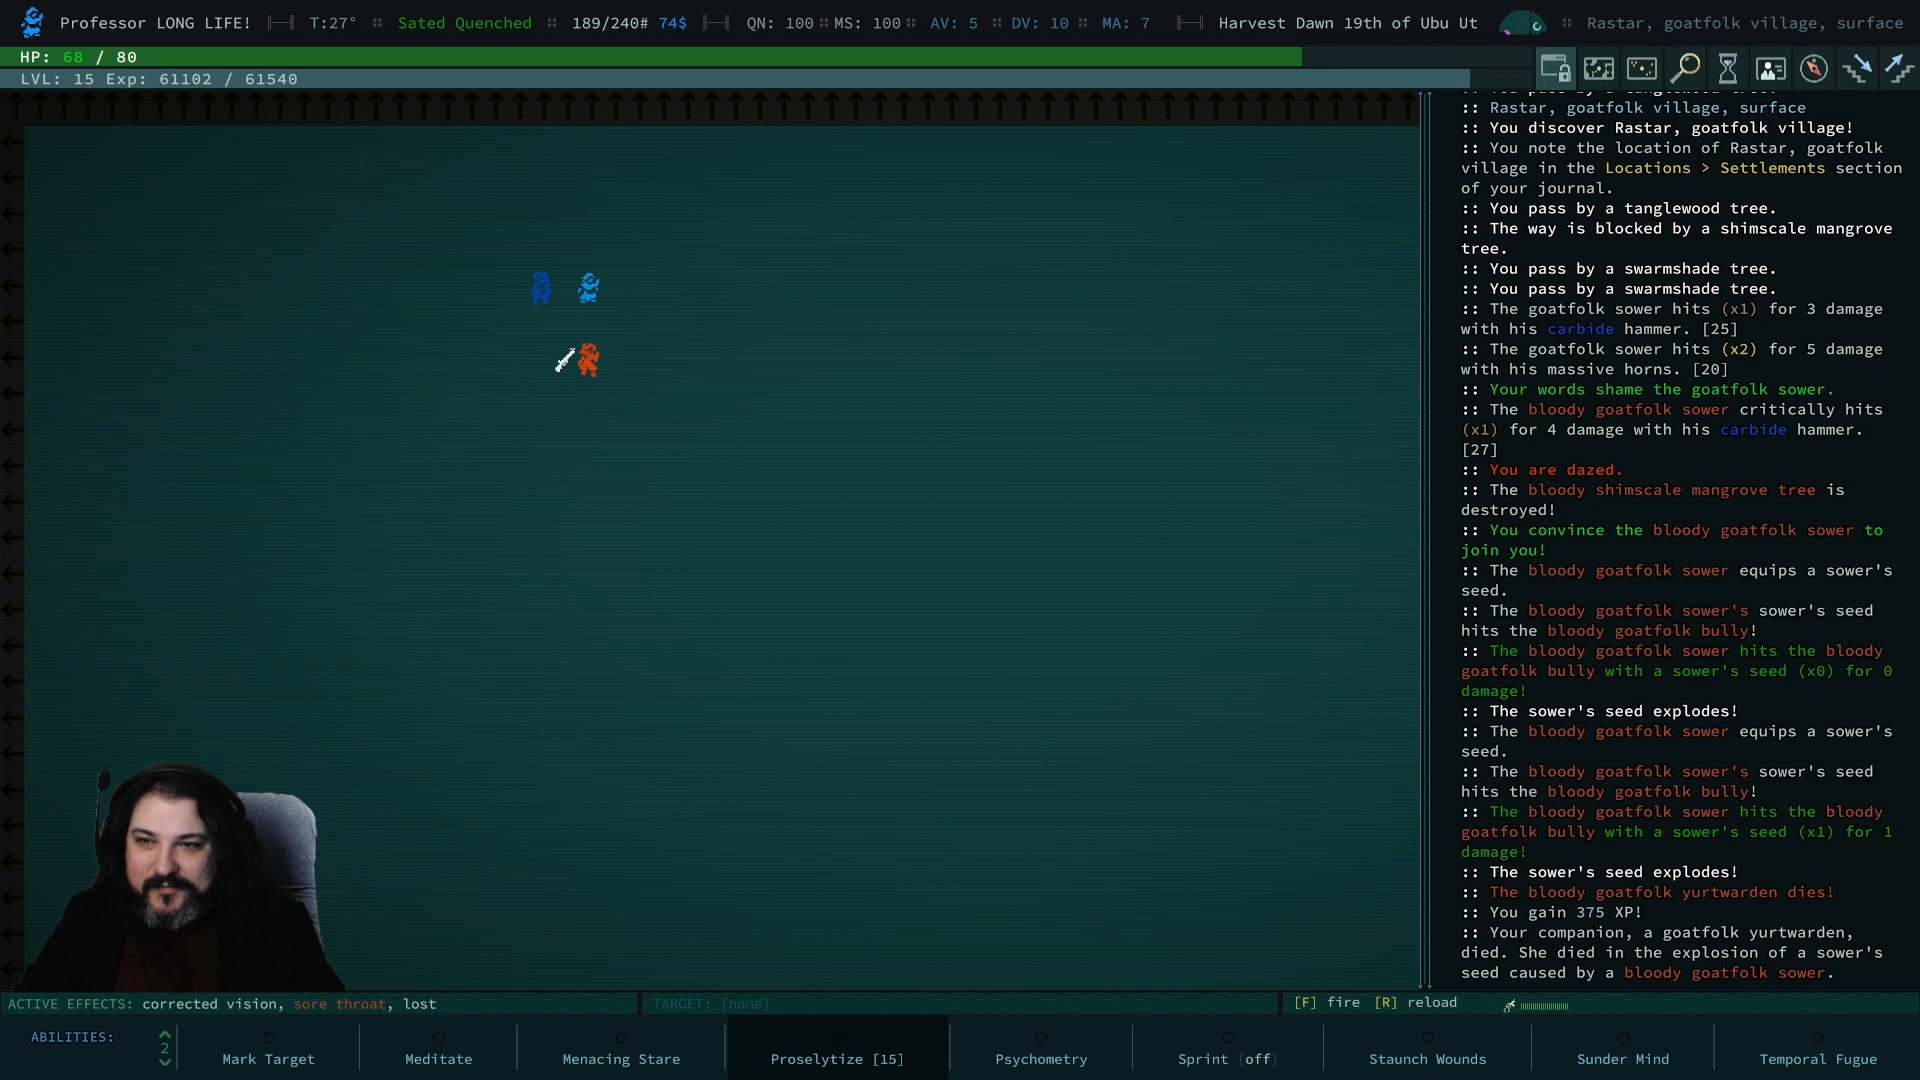 Professor LONG LIFE! T:27° :: Sated Quenched :: 189/240# 74$ QN: 100 :: MS: 100 :: AV: 5 :: DV: 10 :: MA: 7 Harvest Dawn 19th of Ubu Ut :: Rastar, goatfolk village, surface
HP: 68 / 80
LVL: 15 Exp: 61102 / 61540
:: You pass by a tanglewood tree.
:: Rastar, goatfolk village, surface
:: You discover Rastar, goatfolk village!
:: You note the location of Rastar, goatfolk
village in the Locations > Settlements section
of your journal.
:: You pass by a tanglewood tree.
:: The way is blocked by a shimscale mangrove
tree.
:: You pass by a swarmshade tree.
:: You pass by a swarmshade tree.
:: The goatfolk sower hits (x1) for 3 damage
with his carbide hammer. [25]
:: The goatfolk sower hits (x2) for 5 damage
with his massive horns. [20]
:: Your words shame the goatfolk sower.
:: The bloody goatfolk sower critically hits
(x1) for 4 damage with his carbide hammer.
[27]
:: You are dazed.
:: The bloody shimscale mangrove tree is
destroyed!
:: You convince the bloody goatfolk sower to
join you!
:: The bloody goatfolk sower equips a sower's
seed.
:: The bloody goatfolk sower's sower's seed
hits the bloody goatfolk bully!
:: The bloody goatfolk sower hits the bloody
goatfolk bully with a sower's seed (x0) for 0
damage!
:: The sower's seed explodes!
:: The bloody goatfolk sower equips a sower's
seed.
:: The bloody goatfolk sower's sower's seed
hits the bloody goatfolk bully!
:: The bloody goatfolk sower hits the bloody
goatfolk bully with a sower's seed (x1) for 1
damage!
:: The sower's seed explodes!
:: The bloody goatfolk yurtwarden dies!
:: You gain 375 XP!
:: Your companion, a goatfolk yurtwarden,
died. She died in the explosion of a sower's
seed caused by a bloody goatfolk sower.
ACTIVE EFFECTS: corrected vision, sore throat, lost
TARGET: [none]
[F] fire [R] reload
ABILITIES:
2
Mark Target
Meditate
Menacing Stare
Proselytize [15]
Psychometry
Sprint [off]
Staunch Wounds
Sunder Mind
Temporal Fugue